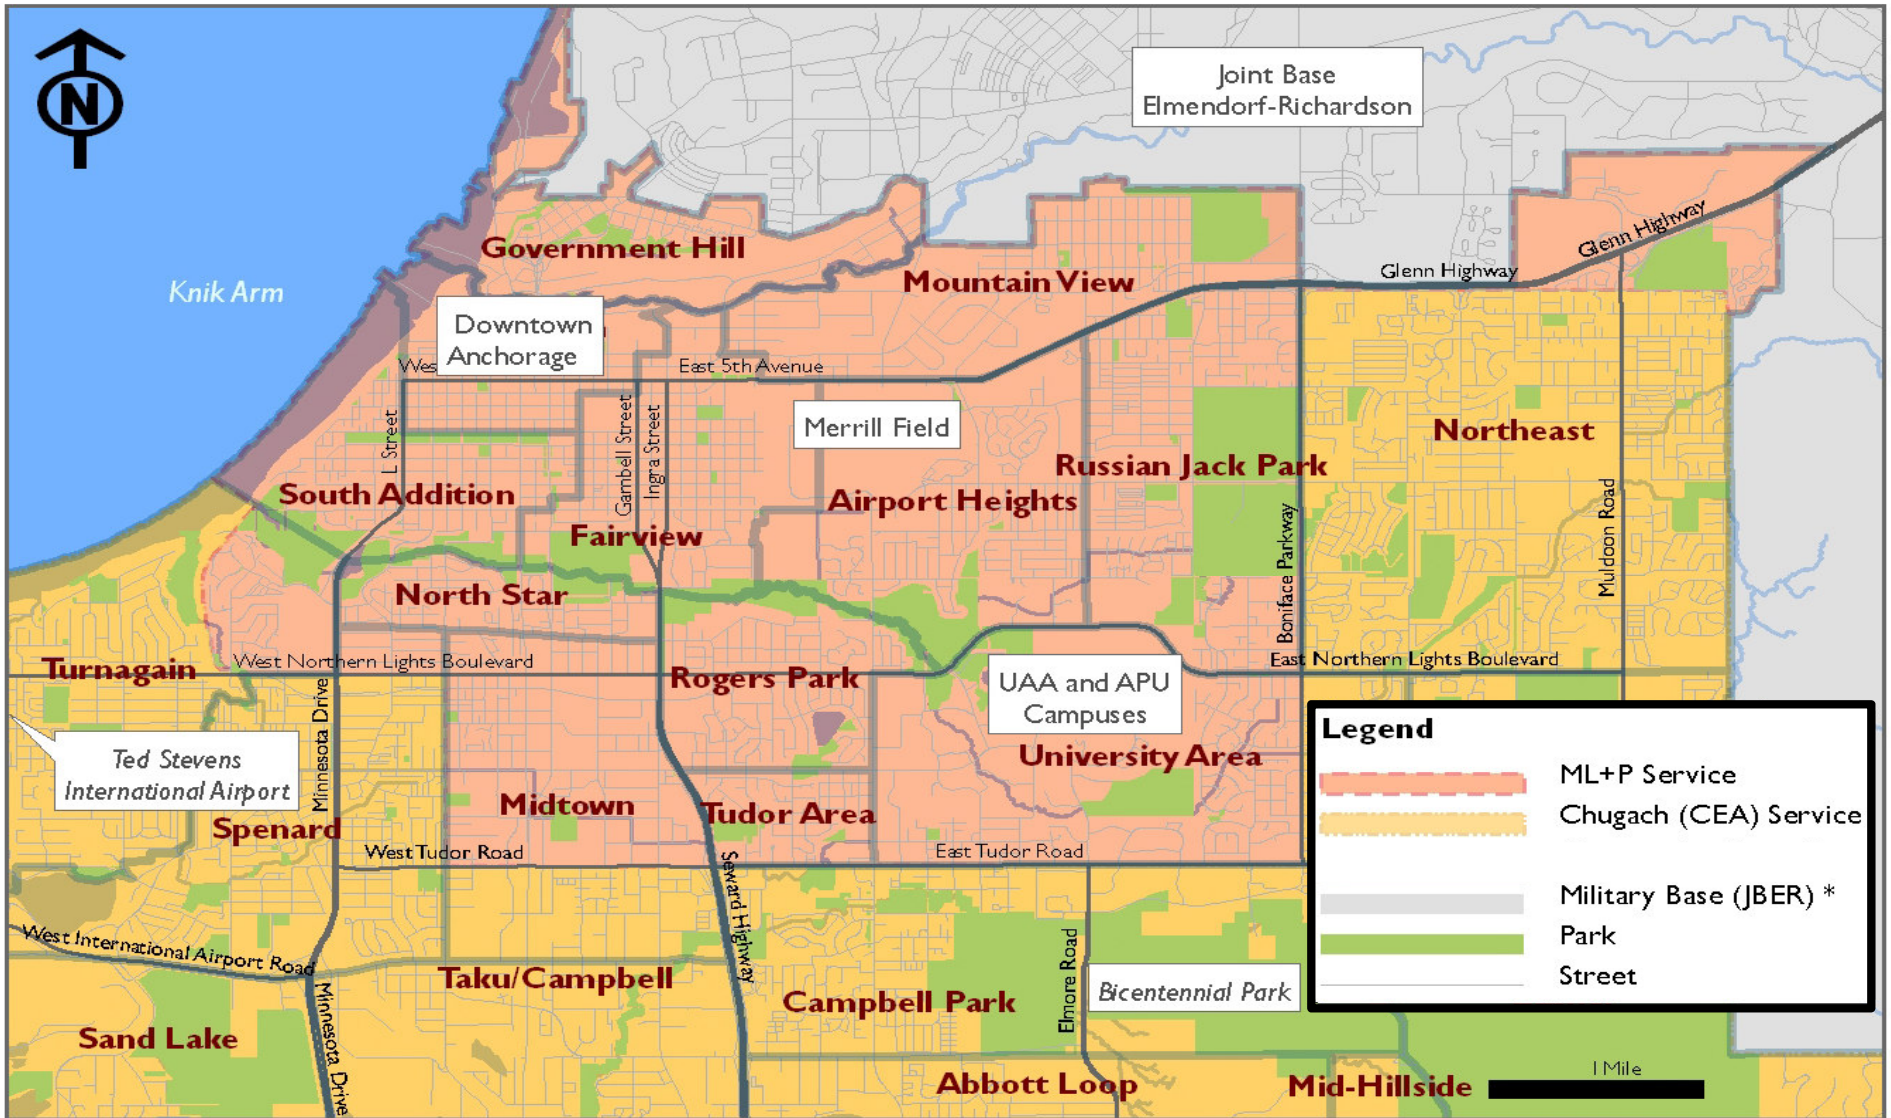 N
Joint Base
Elmendorf-Richardson
Glenn Highway
Government Hill
Glenn Highway
Mountain View
Knik Arm
Downtown
Anchorage
Wes
East 5th Avenue
L Street
Gambell Street
Ingra Street
Merrill Field
Northeast
Russian Jack Park
South Addition
Airport Heights
Fairview
Muldoon Road
Boniface Parkway
North Star
Turnagain
West Northern Lights Boulevard
Rogers Park
East Northern Lights Boulevard
UAA and APU
Campuses
Minnesota Drive
Ted Stevens
International Airport
University Area
Midtown
Tudor Area
Spenard
West Tudor Road
East Tudor Road
Seward Highway
Legend
ML+P Service
Chugach (CEA) Service
Military Base (JBER) *
Park
Street
West International Airport Road
Taku/Campbell
Campbell Park
Elmore Road
Bicentennial Park
Minnesota Drive
Sand Lake
Abbott Loop
Mid-Hillside
1 Mile